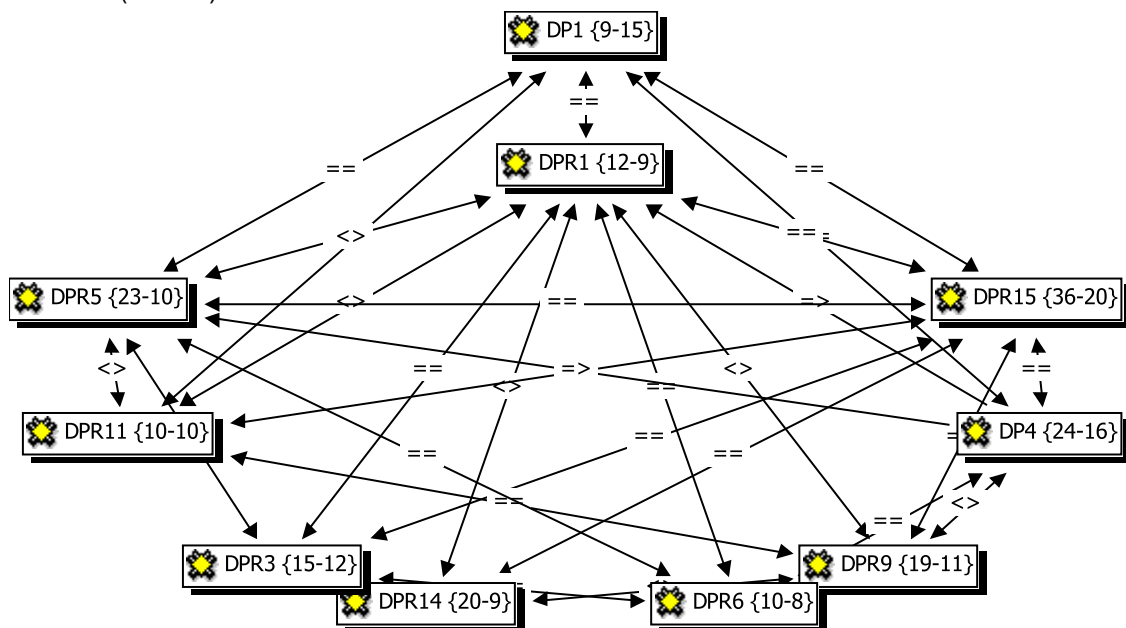 DP1 {9-15}
==
DPR1 {12-9}
==
==
<>
==
DPR5 {23-10}
DPR15 {36-20}
<>
==
=>
<>
==
=>
<>
==
<>
==
DPR11 {10-10}
DP4 {24-16}
==
==
==
==
<>
==
DPR3 {15-12}
DPR9 {19-11}
DPR14 {20-9}
DPR6 {10-8}